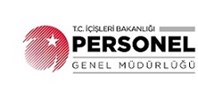 T.C. İÇİŞLERİ BAKANLIĞI
PERSONEL
GENEL MÜDÜRLÜĞÜ